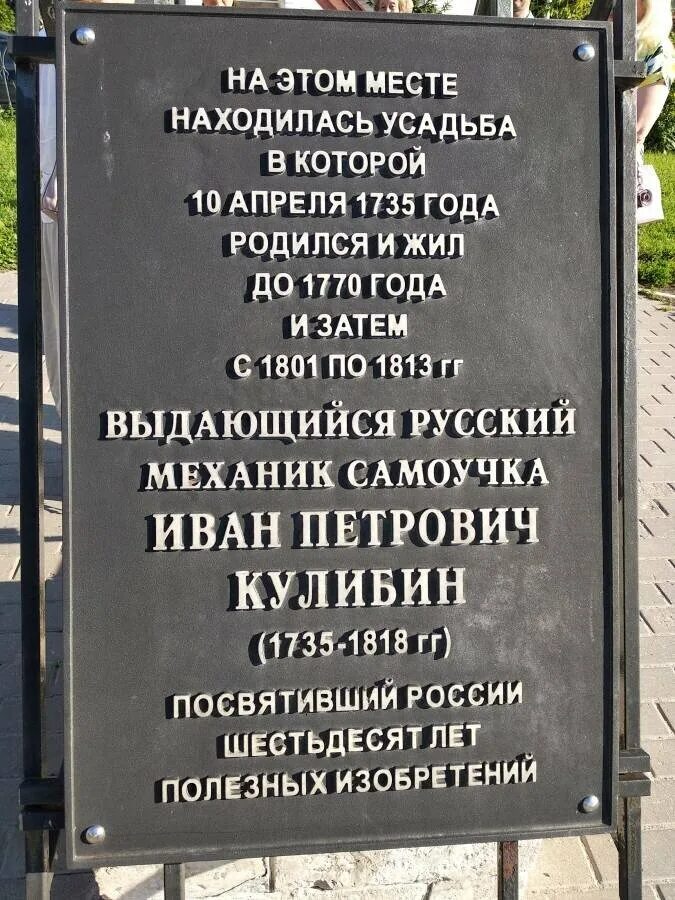 НА ЭТОМ МЕСТЕ
НАХОДИЛАСЬ УСАДЬБА
В КОТОРОЙ
10 АПРЕЛЯ 1735 ГОДА
РОДИЛСЯ И ЖИЛ
ДО 1770 ГОДА
И ЗАТЕМ
С 1801 ПО 1813 гг
ВЫДАЮЩИЙСЯ РУССКИЙ
МЕХАНИК САМОУЧКА
ИВАН ПЕТРОВИЧ
КУЛИБИН
(1735-1818 гг)
ПОСВЯТИВШИЙ РОССИИ
ШЕСТЬДЕСЯТ ЛЕТ
ПОЛЕЗНЫХ ИЗОБРЕТЕНИЙ